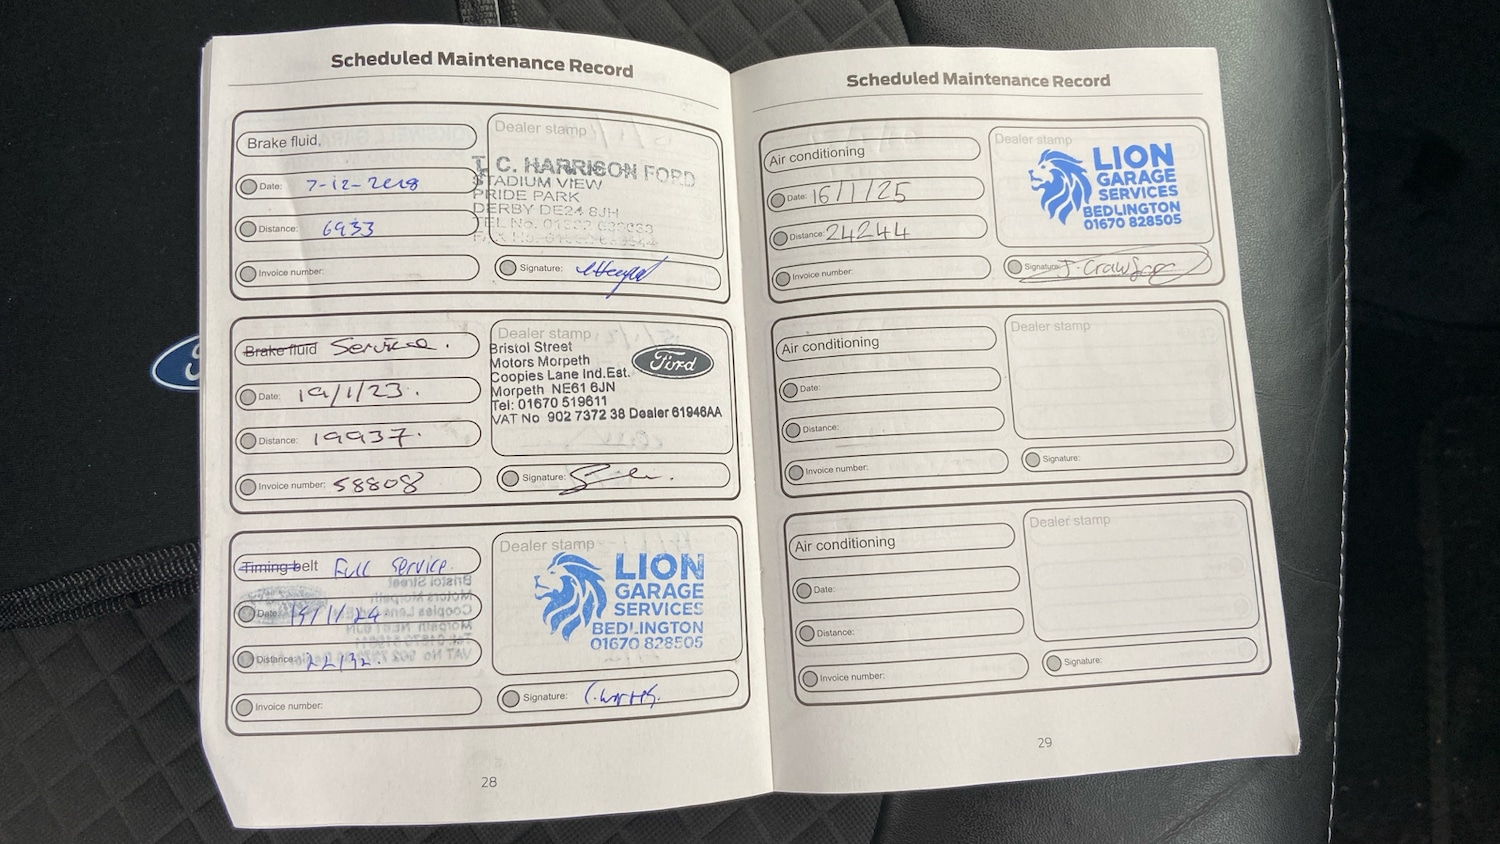 Scheduled Maintenance Record
Brake fluid,
Date: 7-12-2018
Distance: 6933
Invoice number:
Dealer stamp
T. C. HARRISON FORD
STADIUM VIEW
PRIDE PARK
DERBY DE24 8JH
TEL No.
Signature:
Brake fluid Service.
Date: 19/1/23.
Distance: 19937.
Invoice number: 58808
Dealer stamp
Bristol Street
Motors Morpeth
Coopies Lane Ind.Est.
Morpeth NE61 6JN
Tel: 01670 519611
VAT No 902 7372 38 Dealer 61946AA
Ford
Signature:
Timing belt Full Service.
Date: 19/1/24
Distance: 22132.
Invoice number:
Dealer stamp
LION
GARAGE
SERVICES
BEDLINGTON
01670 828505
Signature:
28
Scheduled Maintenance Record
Air conditioning
Date: 16/1/25
Distance: 24244
Invoice number:
Dealer stamp
LION
GARAGE
SERVICES
BEDLINGTON
01670 828505
Signature: J. Crawford
Air conditioning
Date:
Distance:
Invoice number:
Dealer stamp
Signature:
Air conditioning
Date:
Distance:
Invoice number:
Dealer stamp
Signature:
29